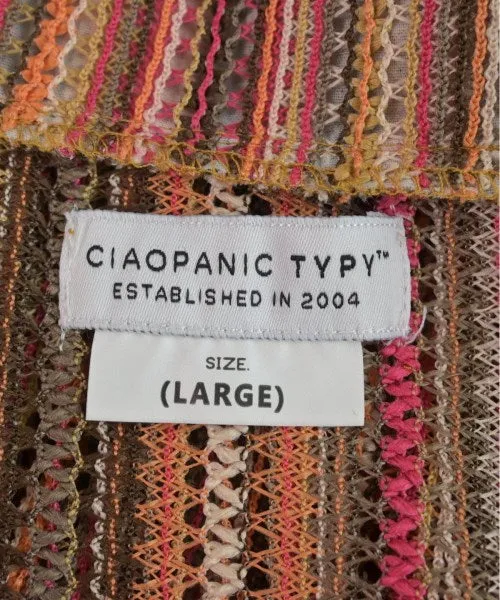 CIAOPANIC TYPY™
ESTABLISHED IN 2004
SIZE.
(LARGE)